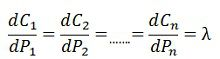 dC₁/dP₁ = dC₂/dP₂ = ........ = dCₙ/dPₙ = λ